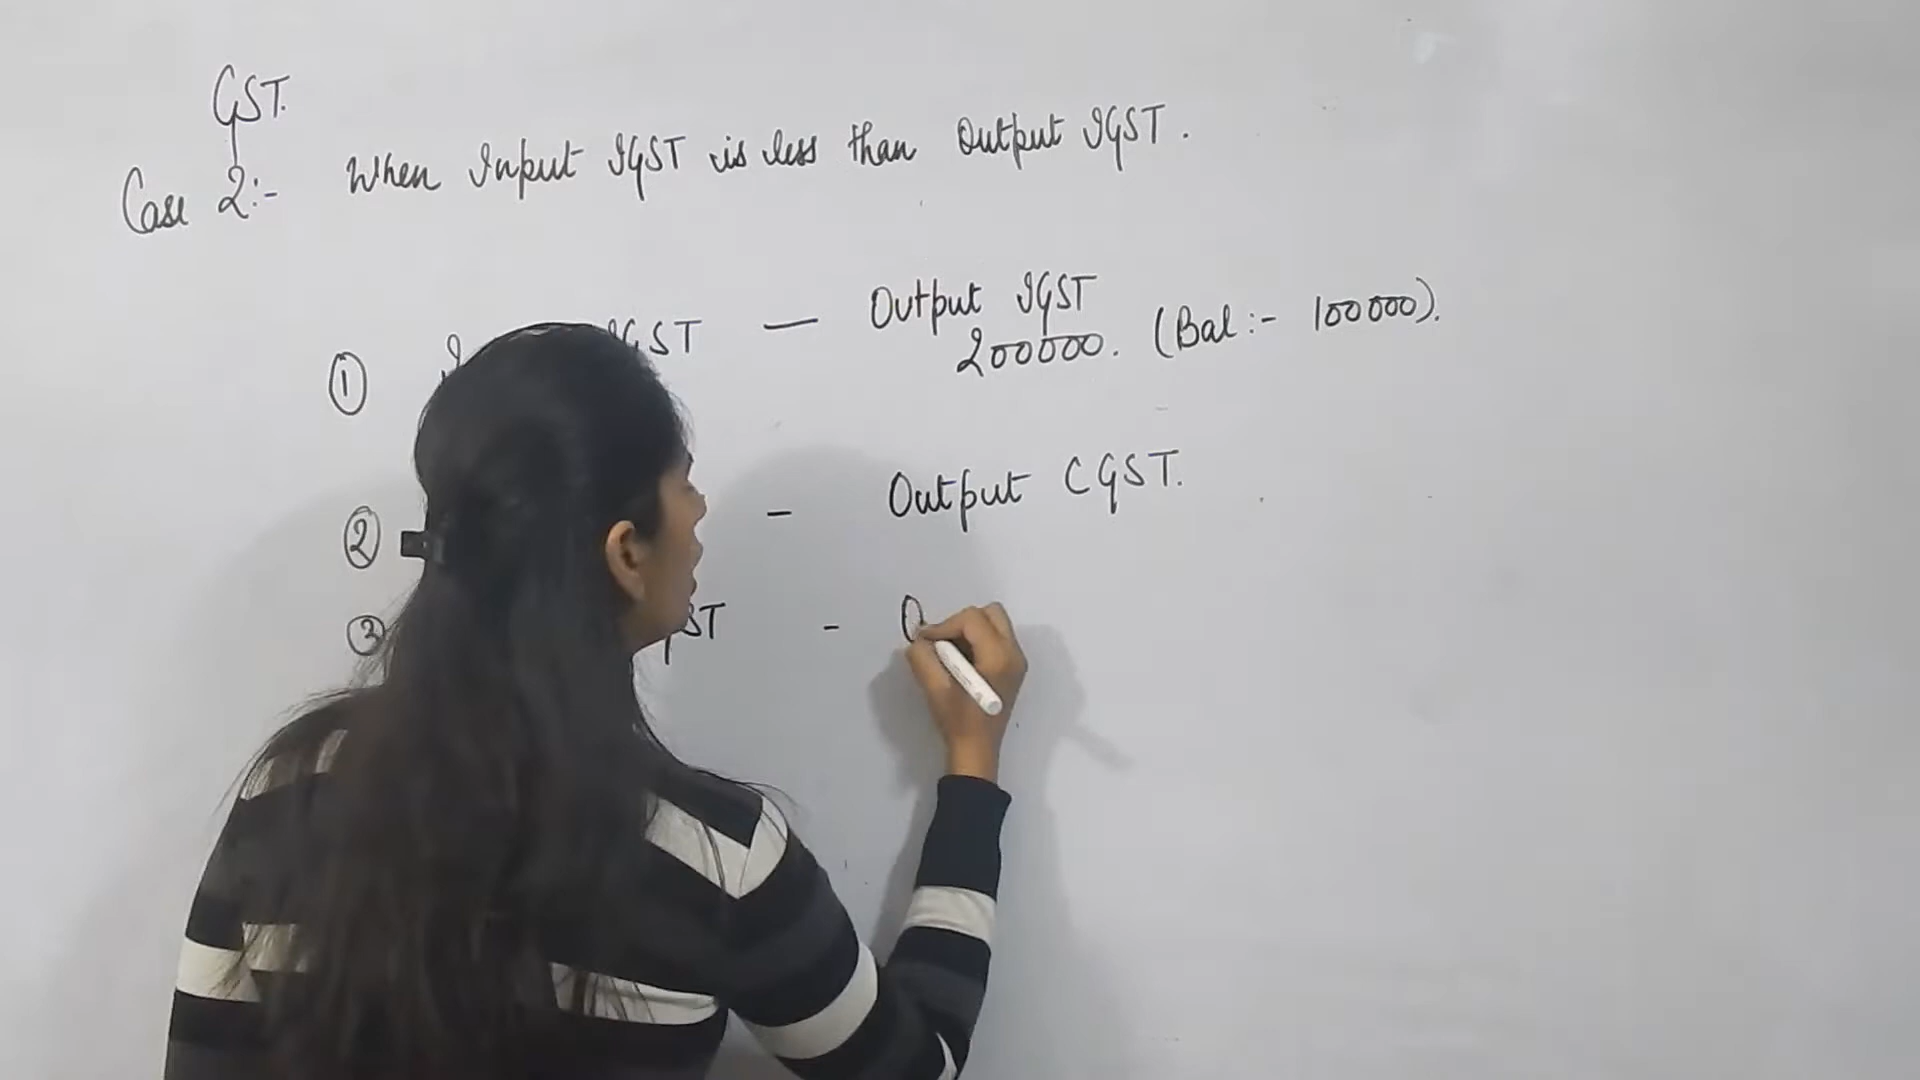 GST.
Case 2:- When Input IGST is less than Output IGST.
① — Output IGST
200000. (Bal:- 100000).
② - Output CGST.
③ -